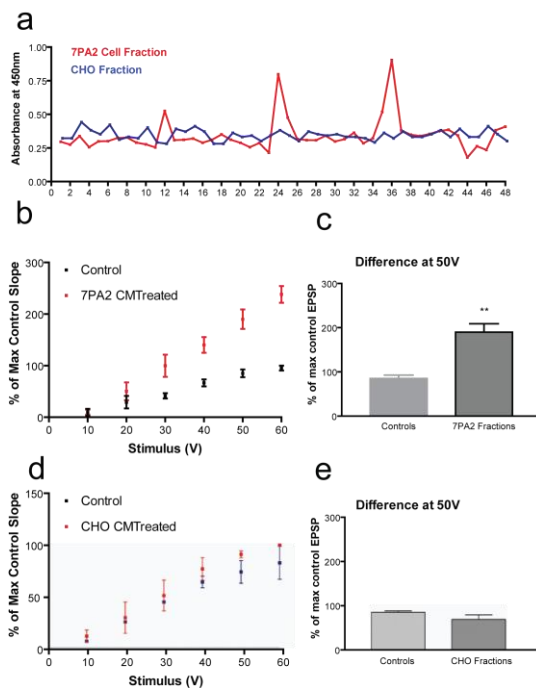 a
7PA2 Cell Fraction
CHO Fraction
Absorbance at 450nm
1.00
0.75
0.50
0.25
0.00
0 2 4 6 8 10 12 14 16 18 20 22 24 26 28 30 32 34 36 38 40 42 44 46 48
b
Control
7PA2 CMTreated
% of Max Control Slope
300
200
100
0
0 10 20 30 40 50 60
Stimulus (V)
c
Difference at 50V
**
% of max control EPSP
300
200
100
0
Controls 7PA2 Fractions
d
Control
CHO CMTreated
% of Max Control Slope
150
100
50
0
0 10 20 30 40 50 60
Stimulus (V)
e
Difference at 50V
% of max control EPSP
300
200
100
0
Controls CHO Fractions